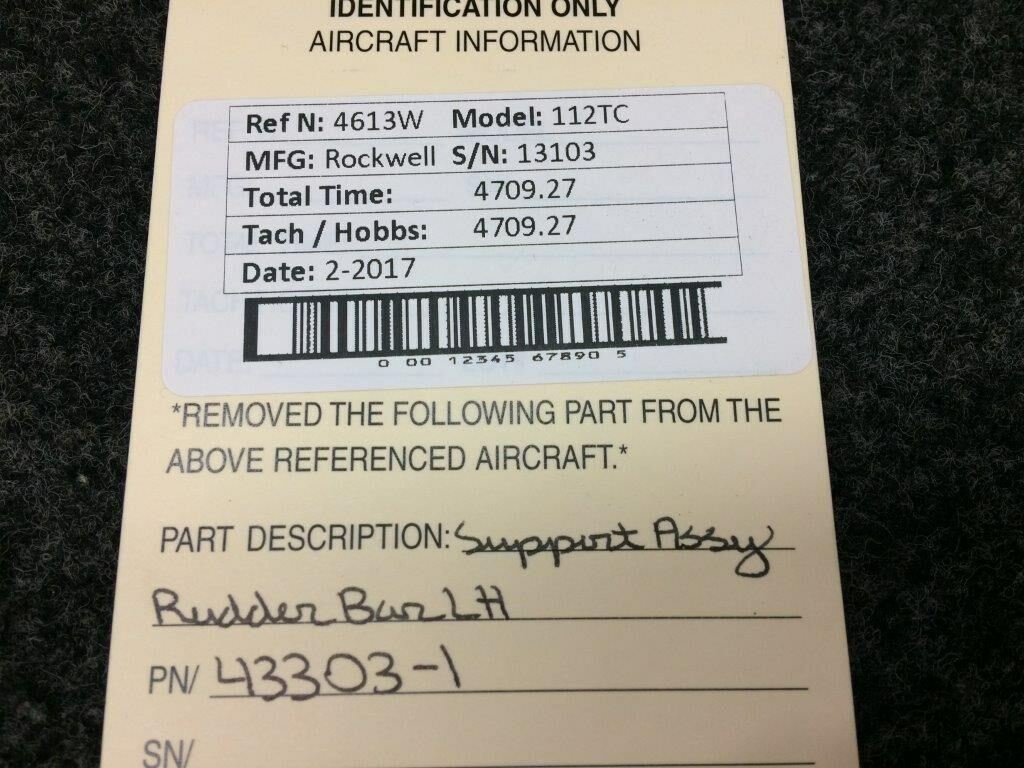 IDENTIFICATION ONLY
AIRCRAFT INFORMATION
Ref N: 4613W Model: 112TC
MFG: Rockwell S/N: 13103
Total Time: 4709.27
Tach / Hobbs: 4709.27
Date: 2-2017
0 00 12345 67890 5
*REMOVED THE FOLLOWING PART FROM THE
ABOVE REFERENCED AIRCRAFT.*
PART DESCRIPTION: Support Assy
Rudder Bar LH
PN/ 43303-1
SN/